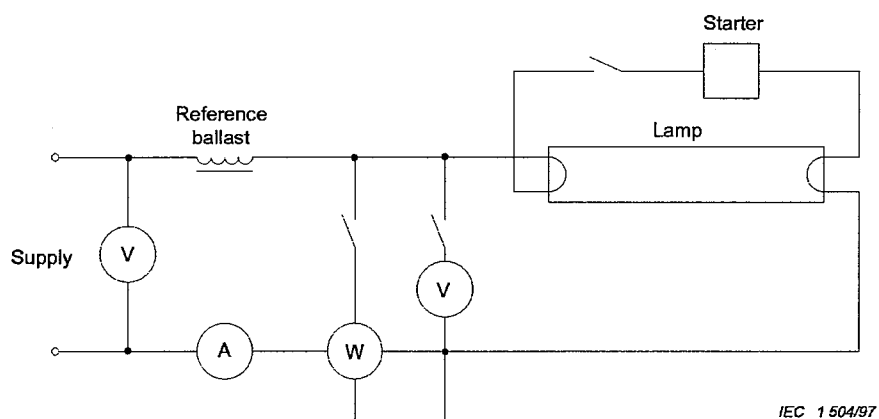 Starter
Reference
ballast
Lamp
Supply
V
V
A
W
IEC 1 504/97